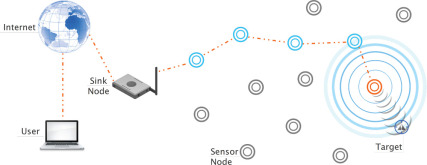 Internet
Sink
Node
User
Sensor
Node
Target